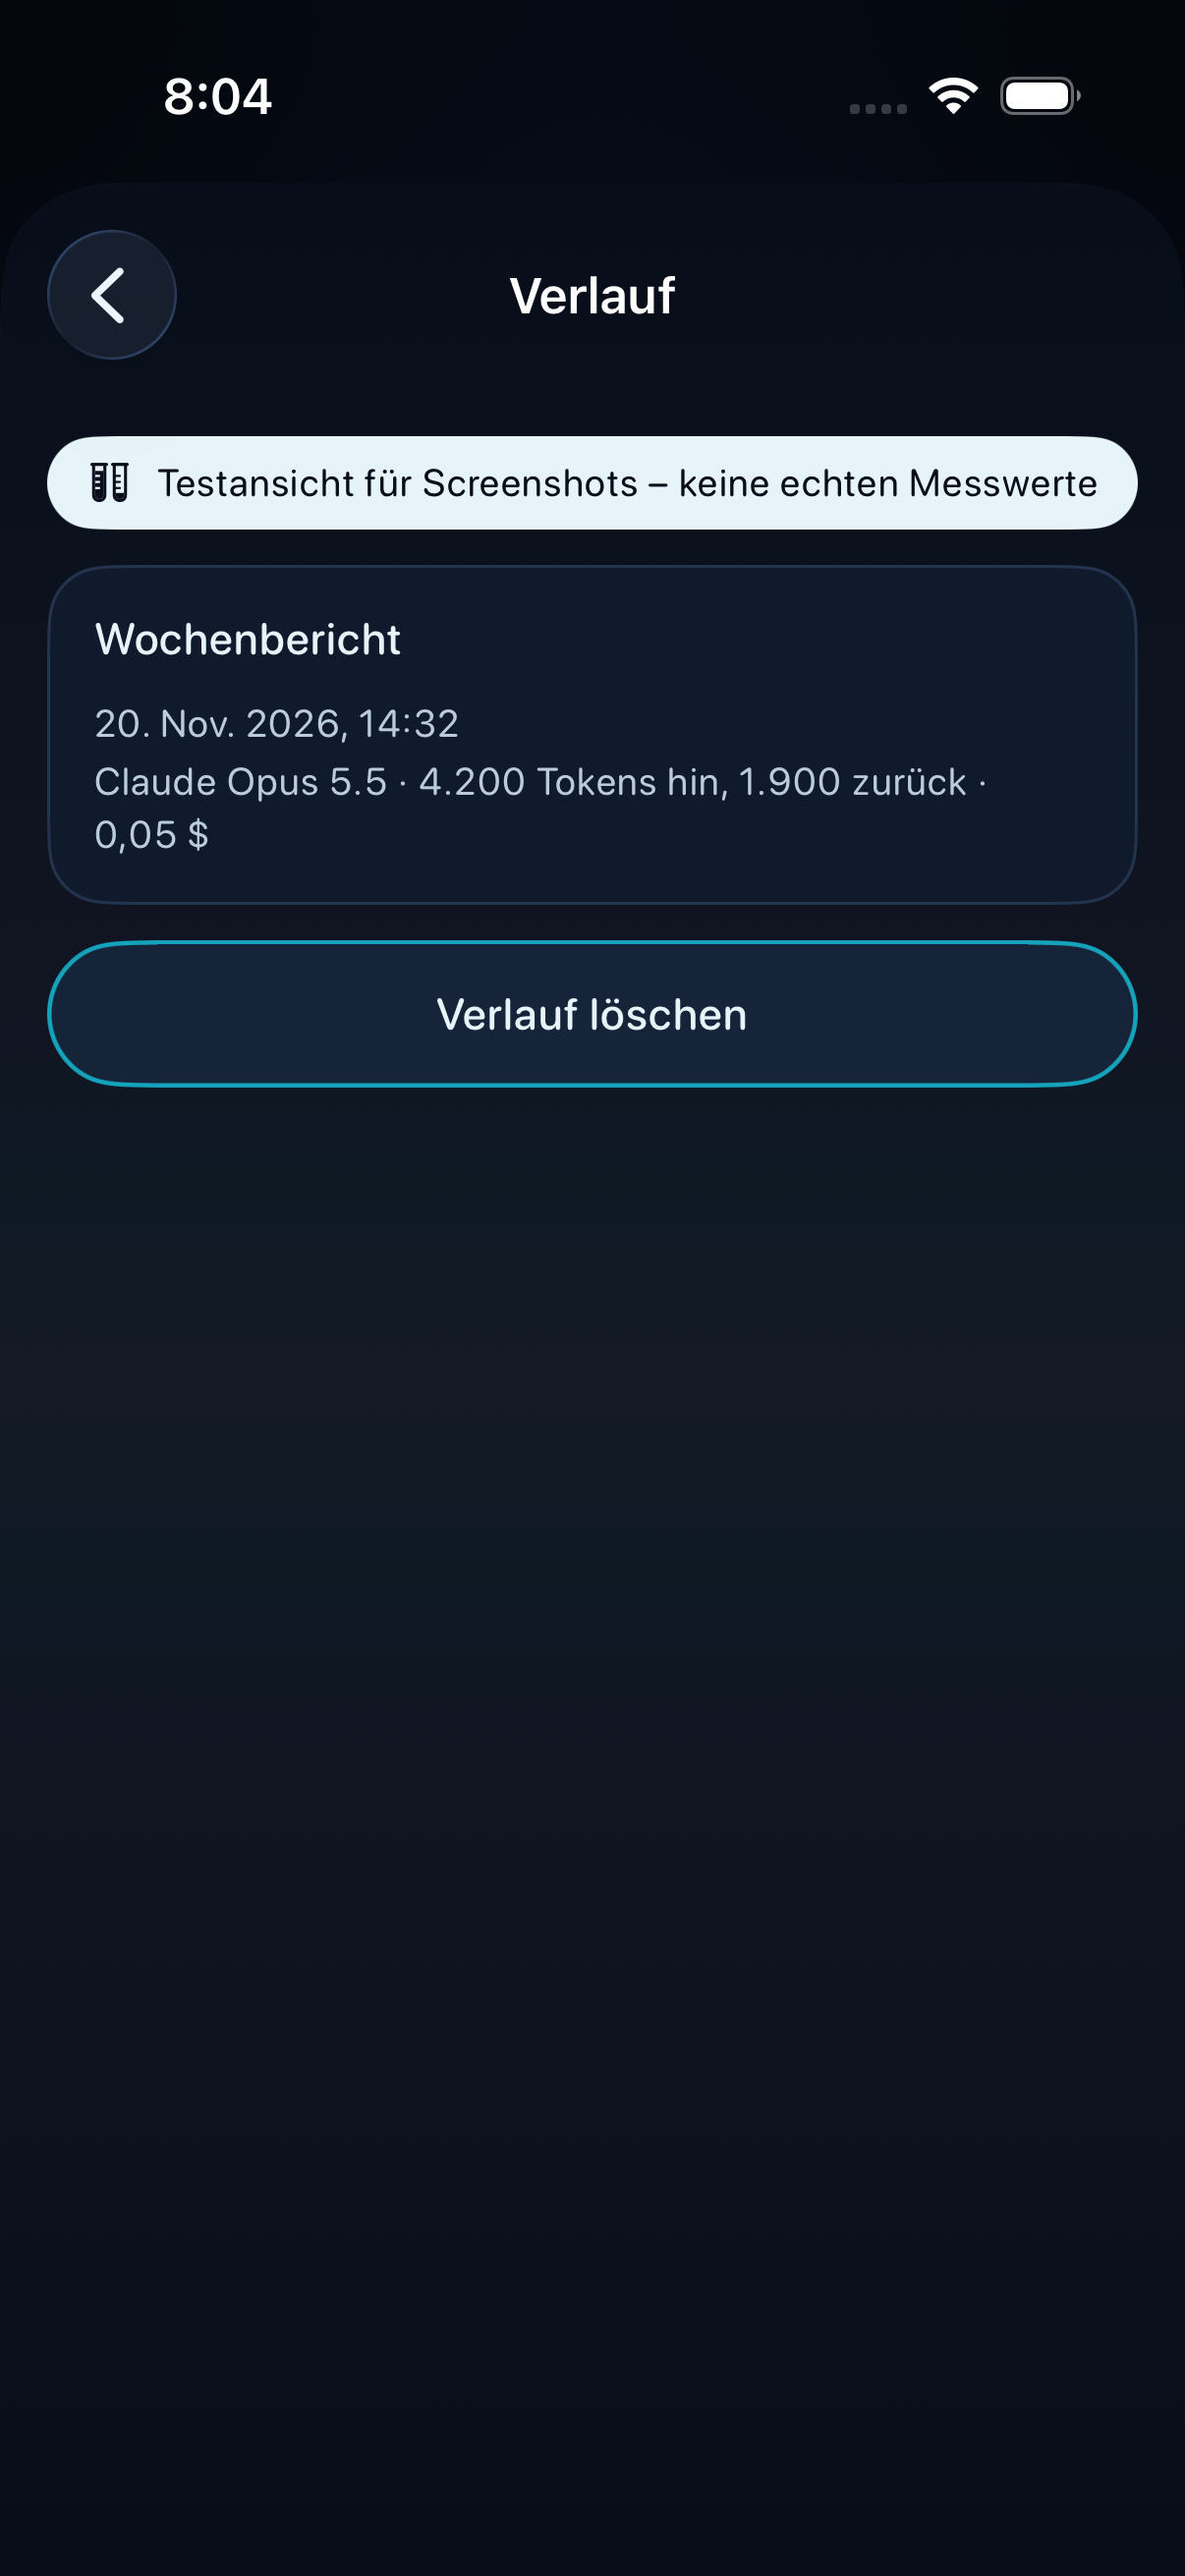 8:04
Verlauf
Testansicht für Screenshots – keine echten Messwerte
Wochenbericht
20. Nov. 2026, 14:32
Claude Opus 5.5 · 4.200 Tokens hin, 1.900 zurück ·
0,05 $
Verlauf löschen